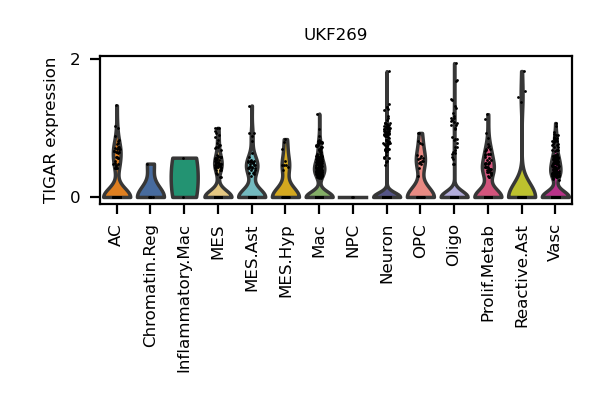 UKF269
TIGAR expression
2
0
AC
Chromatin.Reg
Inflammatory.Mac
MES
MES.Ast
MES.Hyp
Mac
NPC
Neuron
OPC
Oligo
Prolif.Metab
Reactive.Ast
Vasc